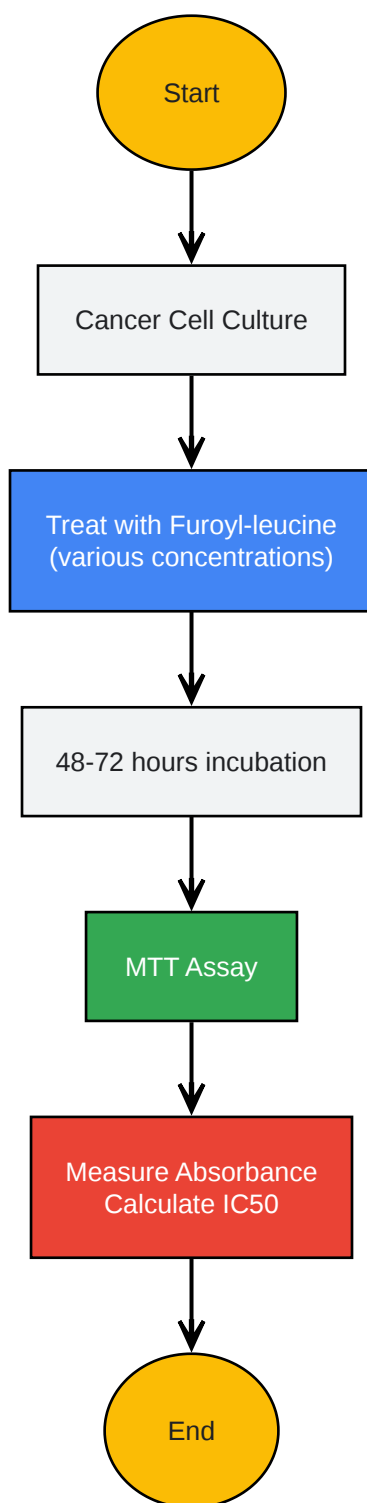 Start
Cancer Cell Culture
Treat with Furoyl-leucine
(various concentrations)
48-72 hours incubation
MTT Assay
Measure Absorbance
Calculate IC50
End